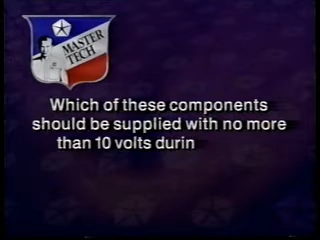 MASTER
TECH
Which of these components
should be supplied with no more
than 10 volts durin